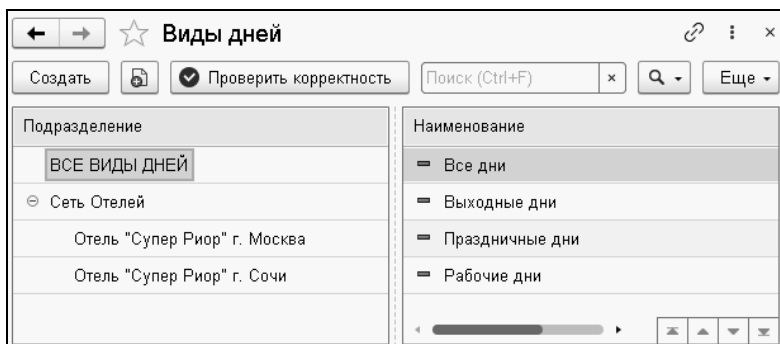 Виды дней
Создать Проверить корректность Поиск (Ctrl+F) Еще
Подразделение Наименование
ВСЕ ВИДЫ ДНЕЙ Все дни
Сеть Отелей Выходные дни
Отель "Супер Риор" г. Москва Праздничные дни
Отель "Супер Риор" г. Сочи Рабочие дни